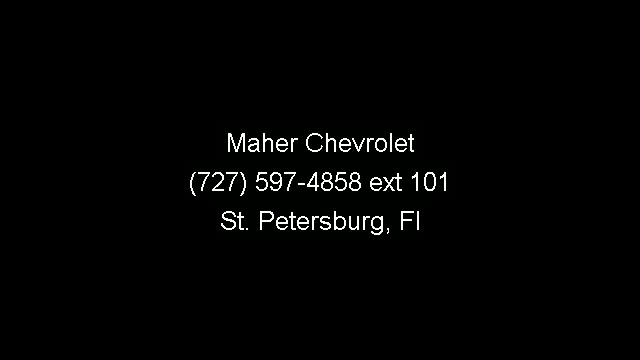 Maher Chevrolet
(727) 597-4858 ext 101
St. Petersburg, Fl